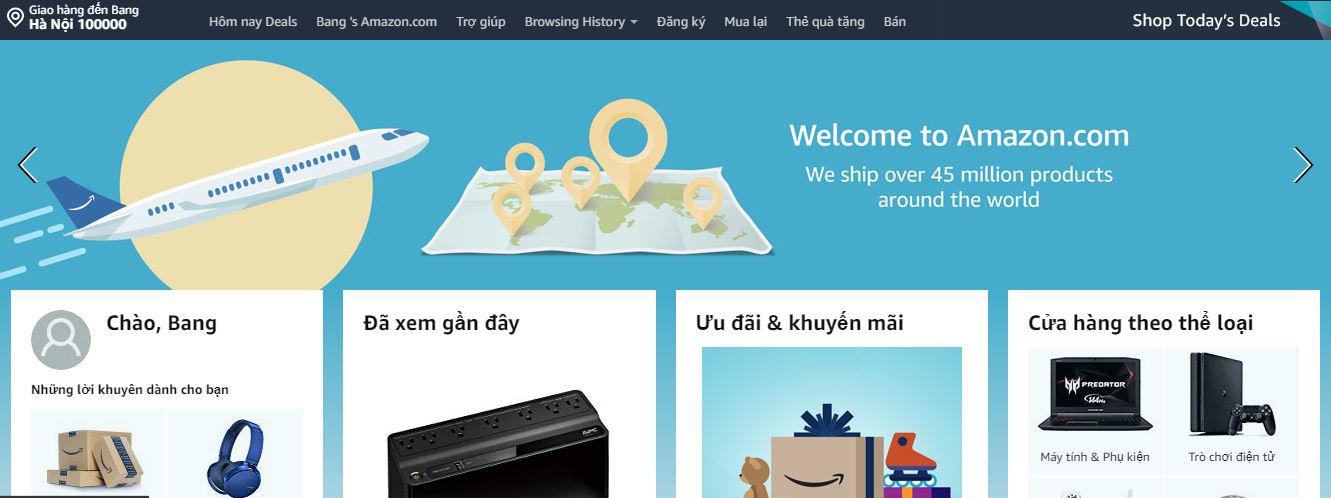 Giao hàng đến Bang
Hà Nội 100000
Hôm nay Deals
Bang 's Amazon.com
Trợ giúp
Browsing History
Đăng ký
Mua lại
Thẻ quà tặng
Bán
Shop Today's Deals
Welcome to Amazon.com
We ship over 45 million products
around the world
Chào, Bang
Những lời khuyên dành cho bạn
Đã xem gần đây
APC
Ưu đãi & khuyến mãi
Cửa hàng theo thể loại
PREDATOR
Máy tính & Phụ kiện
Trò chơi điện tử